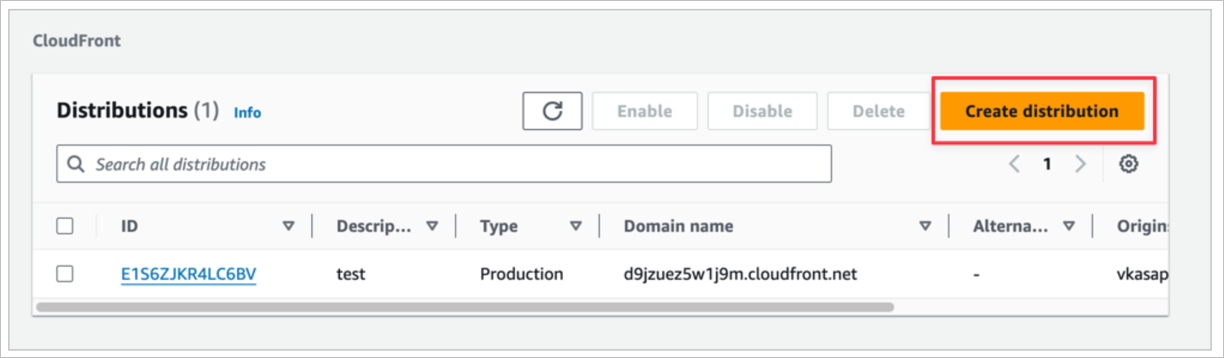 CloudFront
Distributions (1) Info Enable Disable Delete Create distribution
Search all distributions 1
ID Descrip... Type Domain name Alterna... Origin
E1S6ZJKR4LC6BV test Production d9jzuez5w1j9m.cloudfront.net - vkasap